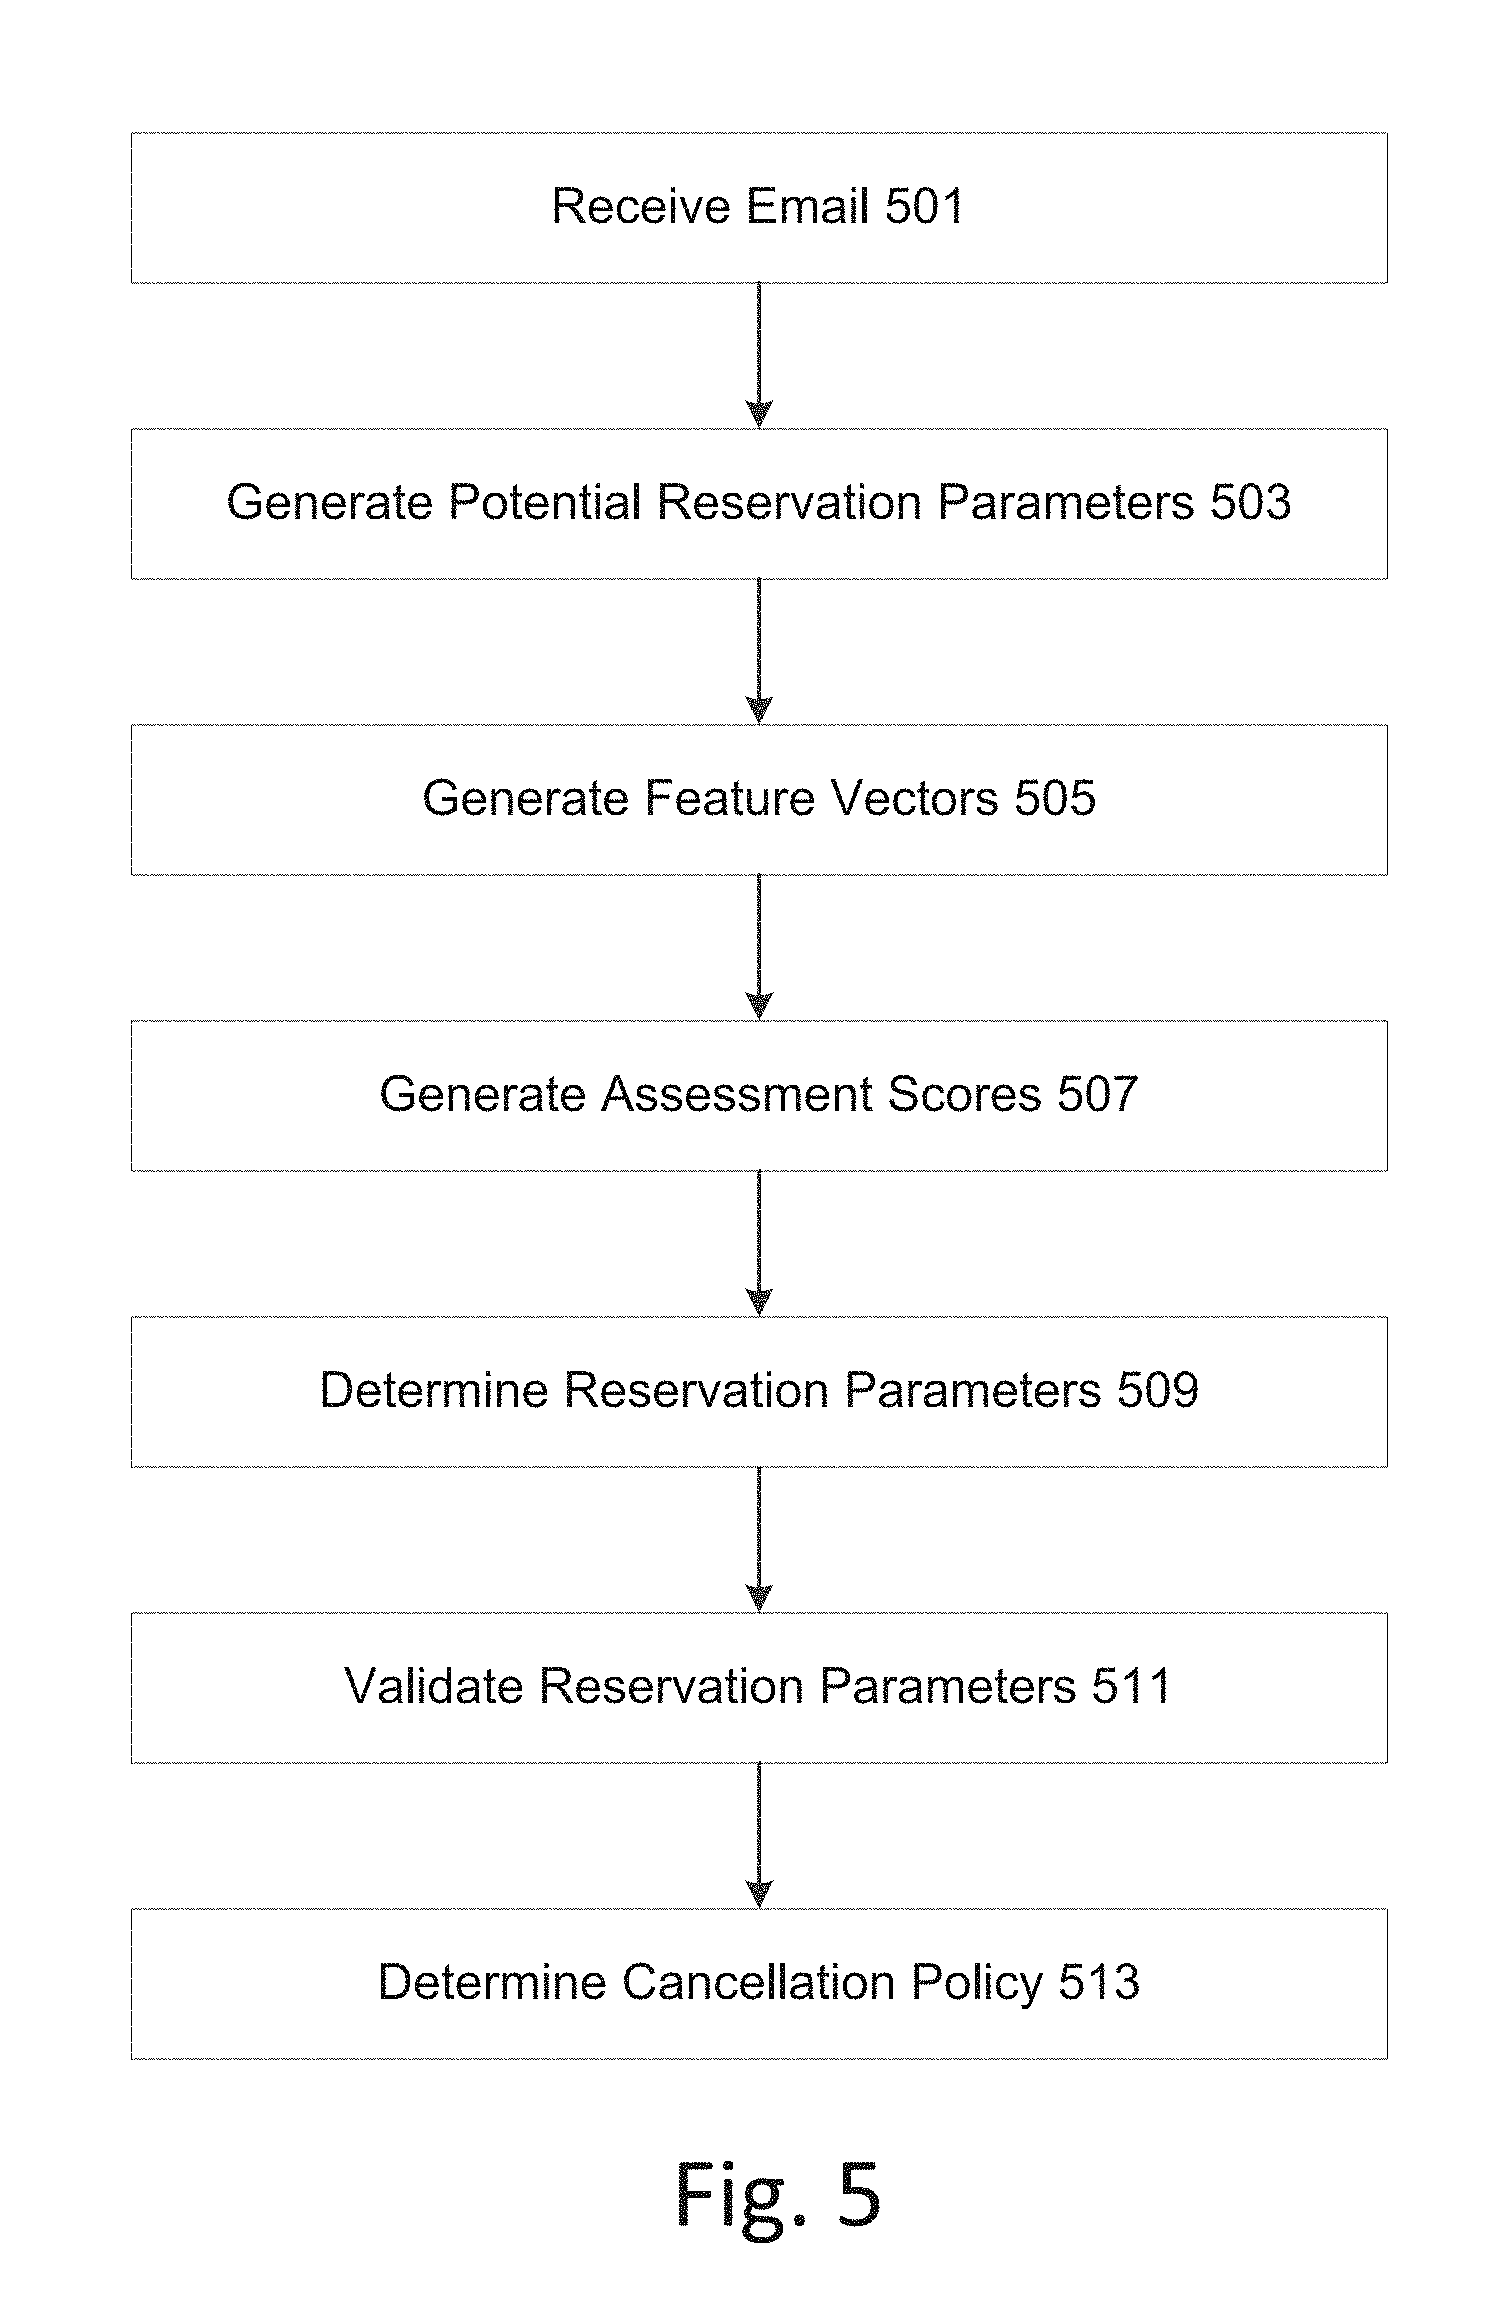 Receive Email 501
Generate Potential Reservation Parameters 503
Generate Feature Vectors 505
Generate Assessment Scores 507
Determine Reservation Parameters 509
Validate Reservation Parameters 511
Determine Cancellation Policy 513
Fig. 5